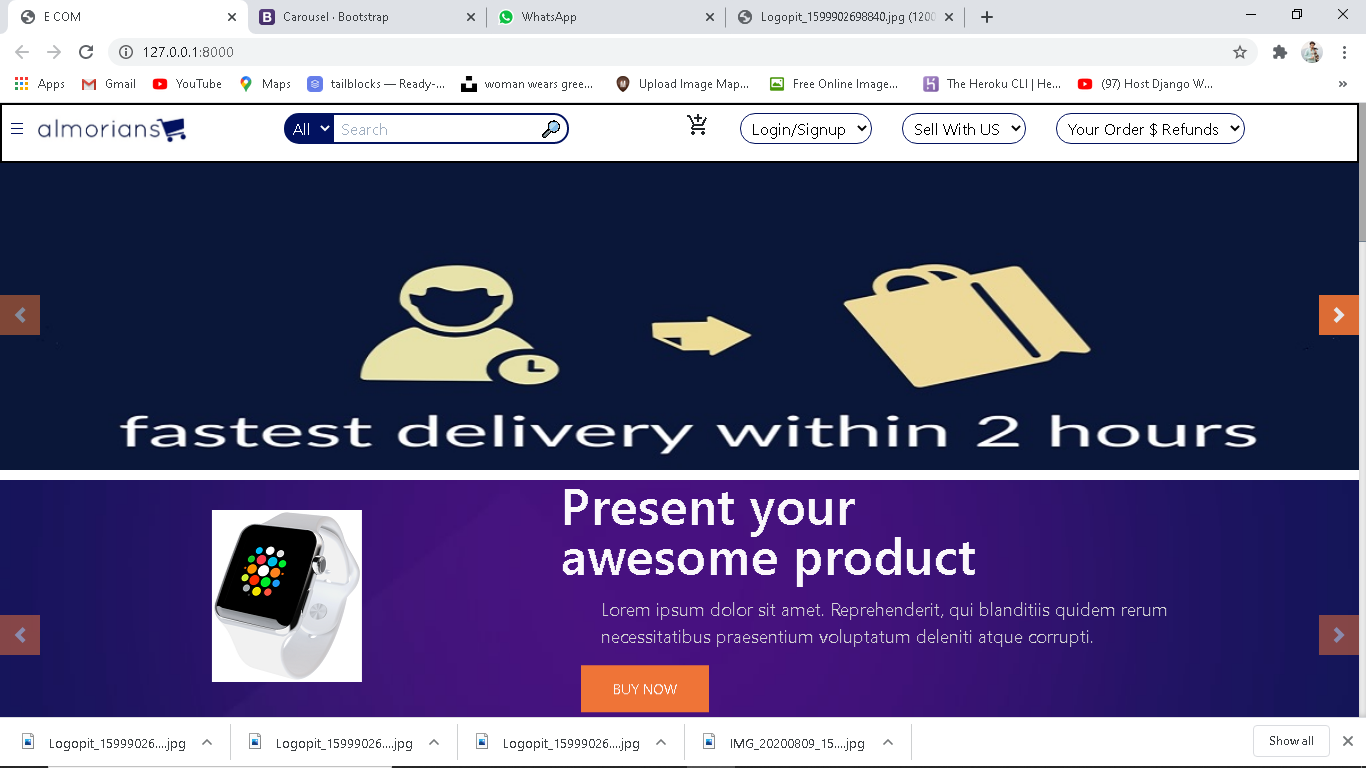 E COM
Carousel · Bootstrap
WhatsApp
Logopit_1599902698840.jpg (1200
127.0.0.1:8000
Apps
Gmail
YouTube
Maps
tailblocks — Ready-...
woman wears gree...
Upload Image Map...
Free Online Image...
The Heroku CLI | He...
(97) Host Django W...
»
almorians
All
Search
Login/Signup
Sell With US
Your Order $ Refunds
fastest delivery within 2 hours
Present your
awesome product
Lorem ipsum dolor sit amet. Reprehenderit, qui blanditiis quidem rerum
necessitatibus praesentium voluptatum deleniti atque corrupti.
BUY NOW
Logopit_15999026....jpg
Logopit_15999026....jpg
Logopit_15999026....jpg
IMG_20200809_15....jpg
Show all